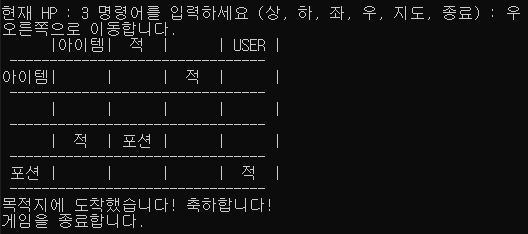 현재 HP : 3 명령어를 입력하세요 (상, 하, 좌, 우, 지도, 종료) : 우
오른쪽으로 이동합니다.
|아이템| 적 | | USER |
아이템| | | 적 | |
| | | | |
| 적 | 포션 | | |
포션 | | | | 적 |
목적지에 도착했습니다! 축하합니다!
게임을 종료합니다.